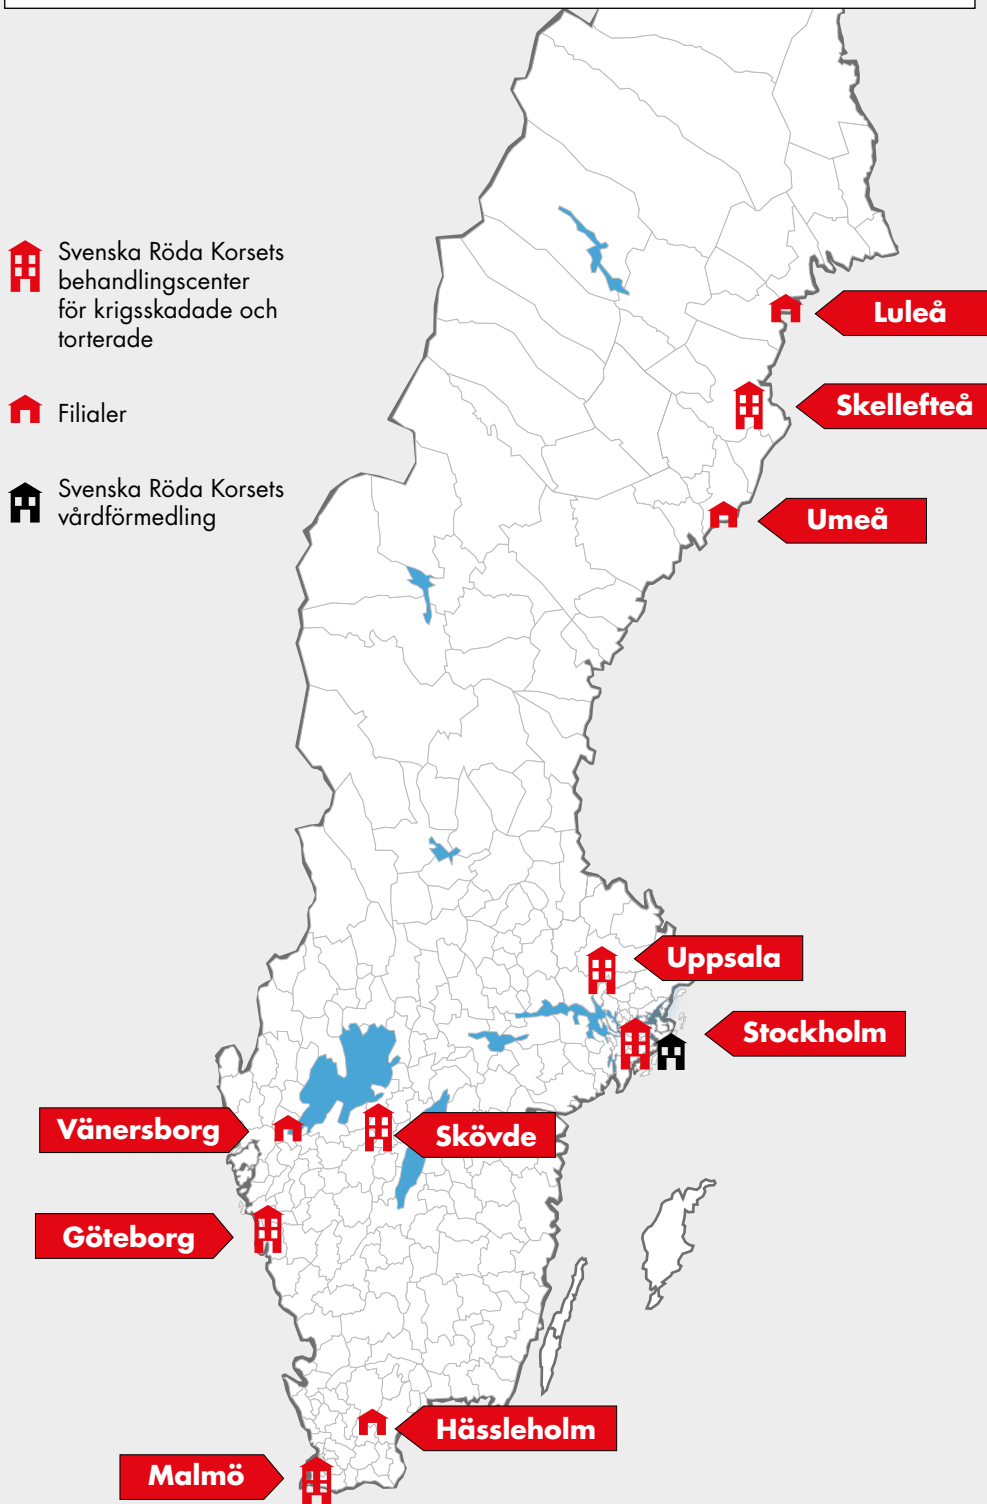 Svenska Röda Korsets
behandlingscenter
för krigsskadade och
torterade
Filialer
Svenska Röda Korsets
vårdförmedling
Luleå
Skellefteå
Umeå
Uppsala
Stockholm
Vänersborg
Skövde
Göteborg
Hässleholm
Malmö